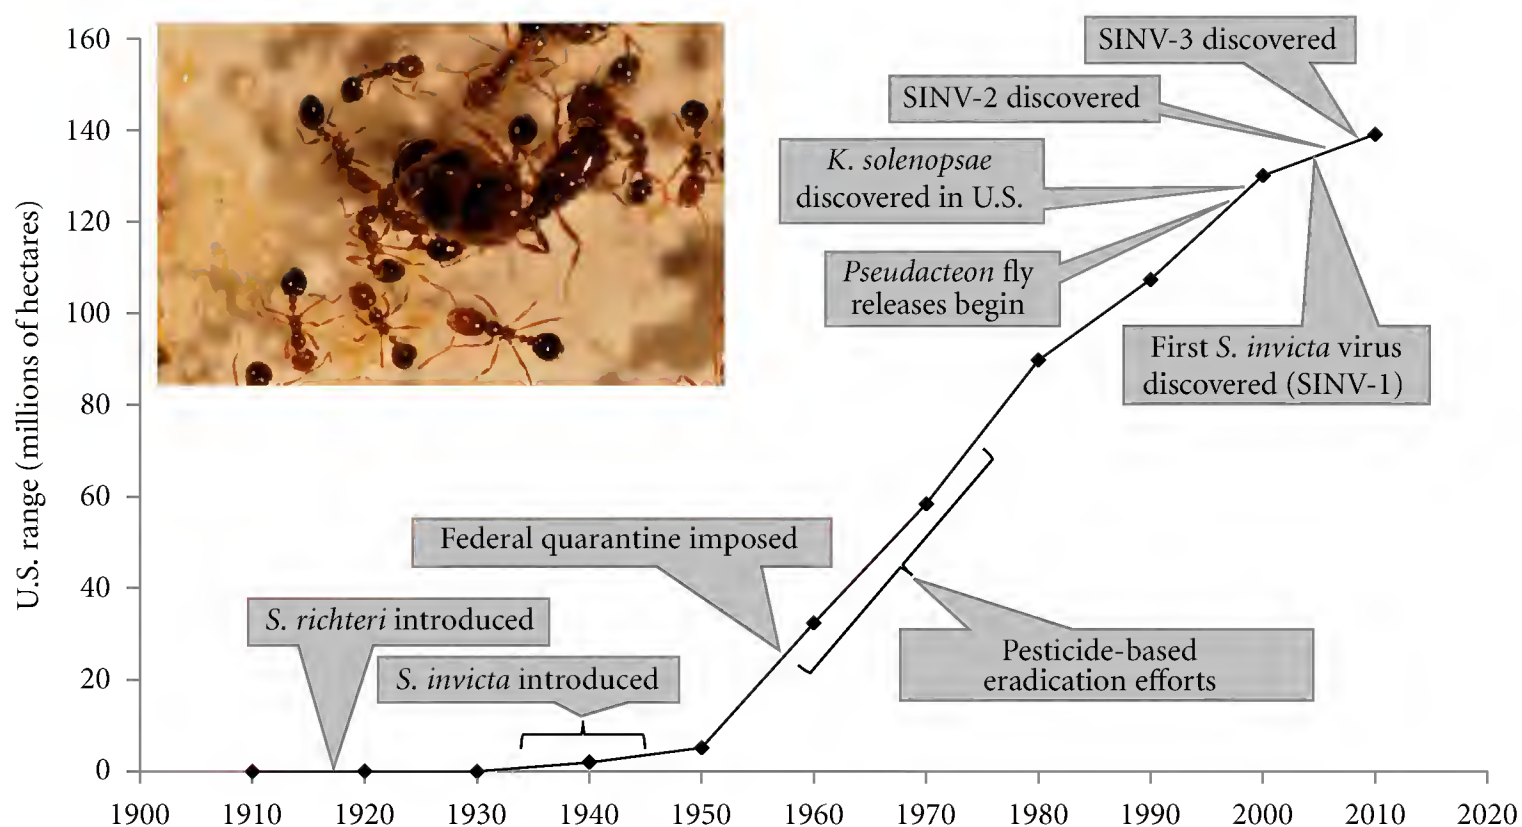 U.S. range (millions of hectares)
160
140
120
100
80
60
40
20
0
SINV-3 discovered
SINV-2 discovered
K. solenopsae
discovered in U.S.
Pseudacteon fly
releases begin
First S. invicta virus
discovered (SINV-1)
Federal quarantine imposed
S. richteri introduced
S. invicta introduced
Pesticide-based
eradication efforts
1900 1910 1920 1930 1940 1950 1960 1970 1980 1990 2000 2010 2020